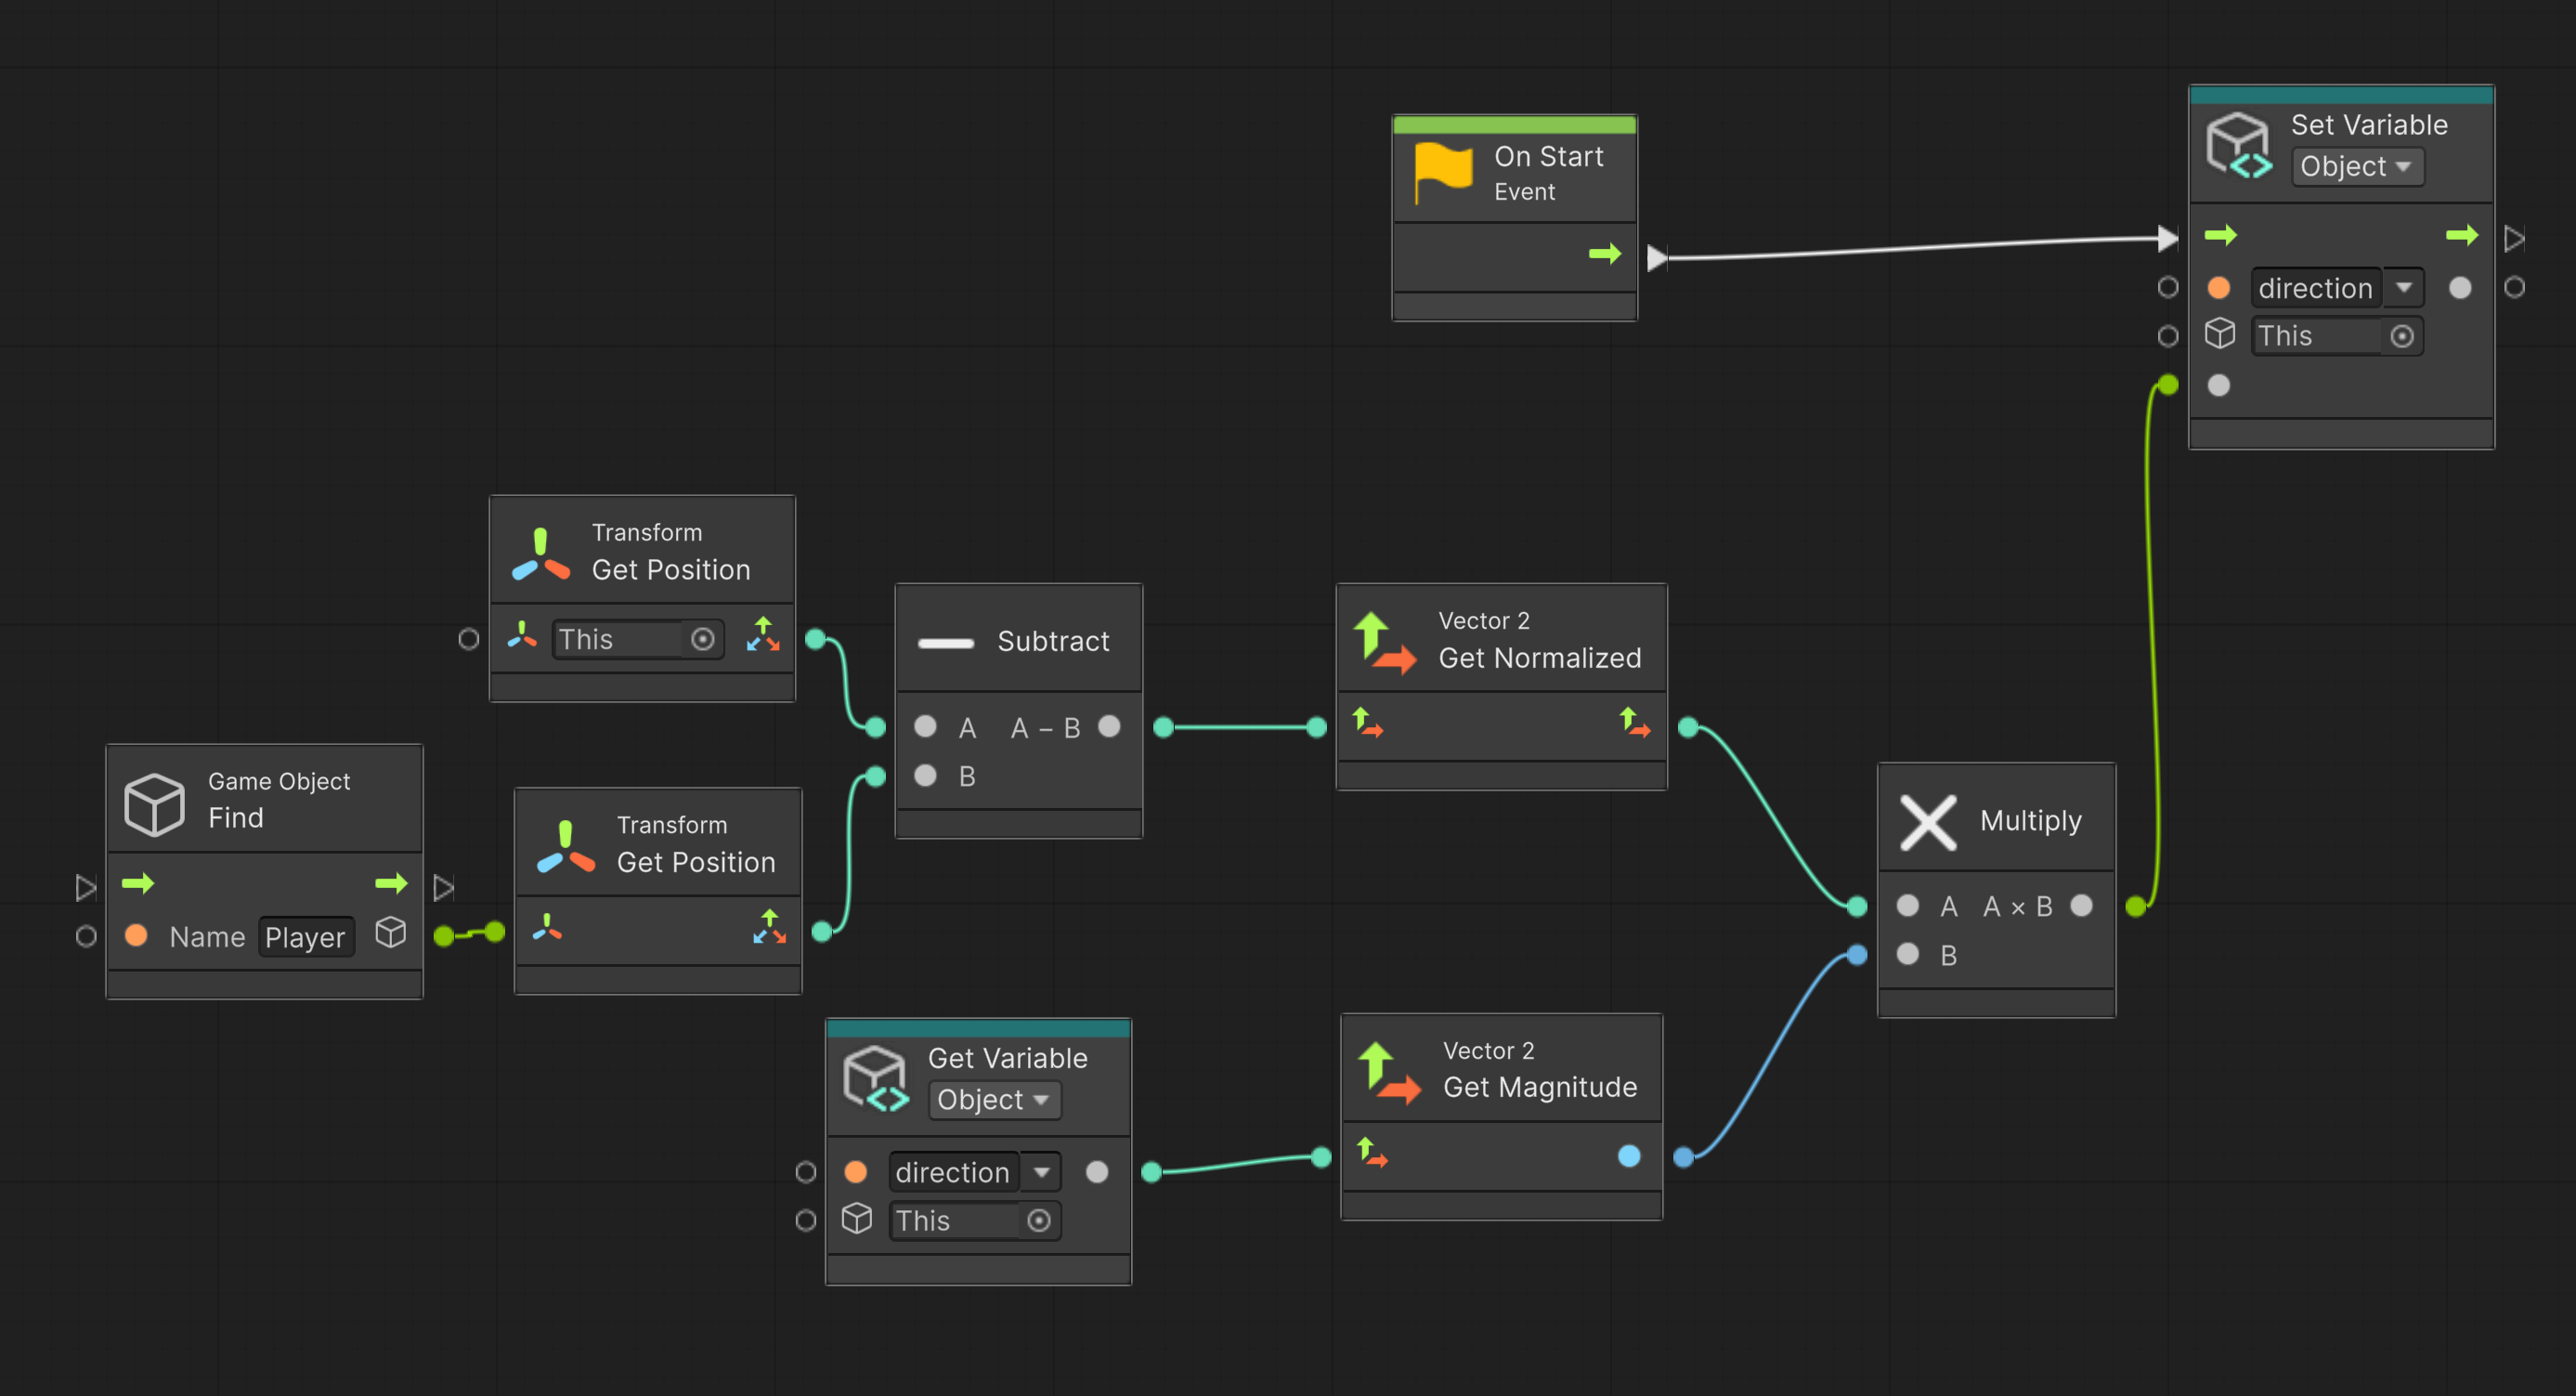 On Start
Event
Set Variable
Object
direction
This
Transform
Get Position
This
Subtract
A A − B
B
Vector 2
Get Normalized
Game Object
Find
Name Player
Transform
Get Position
Multiply
A A × B
B
Get Variable
Object
direction
This
Vector 2
Get Magnitude